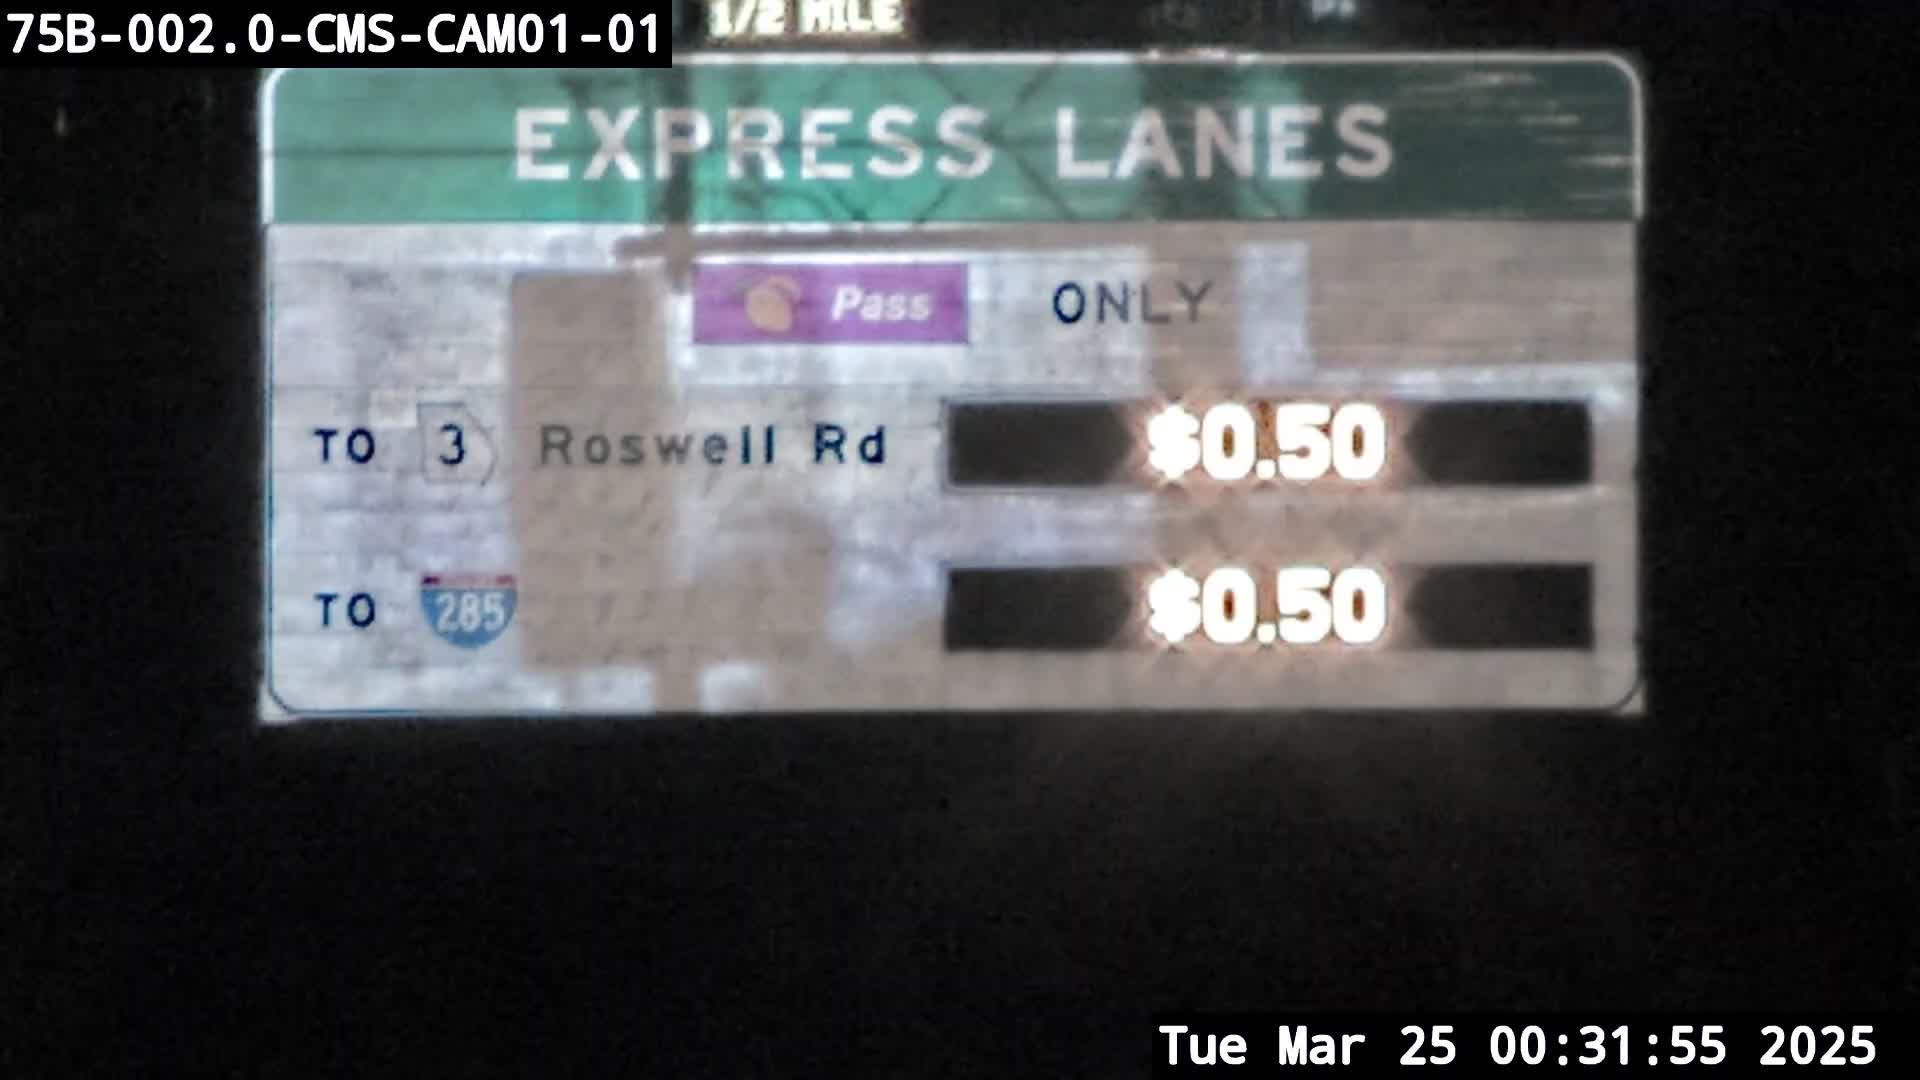 75B-002.0-CMS-CAM01-01
1/2 MILE
EXPRESS LANES
Pass ONLY
TO 3 Roswell Rd $0.50
TO 285 $0.50
Tue Mar 25 00:31:55 2025